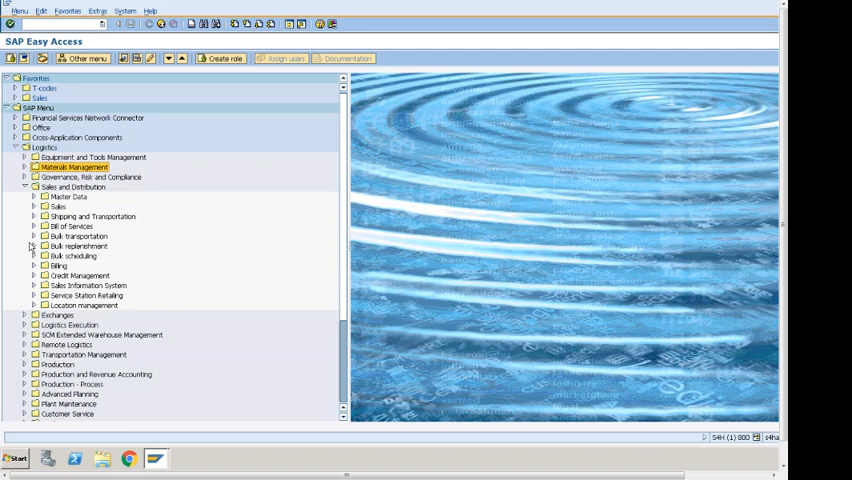 Menu Edit Favorites Extras System Help
SAP Easy Access
Other menu Create role Assign users Documentation
Favorites
T-codes
Sales
SAP Menu
Financial Services Network Connector
Office
Cross-Application Components
Logistics
Equipment and Tools Management
Materials Management
Governance, Risk and Compliance
Sales and Distribution
Master Data
Sales
Shipping and Transportation
Bill of Services
Bulk transportation
Bulk replenishment
Bulk scheduling
Billing
Credit Management
Sales Information System
Service Station Retailing
Location management
Exchanges
Logistics Execution
SCM Extended Warehouse Management
Remote Logistics
Transportation Management
Production
Production and Revenue Accounting
Production - Process
Advanced Planning
Plant Maintenance
Customer Service
S4H (1) 800 s4ha
Start